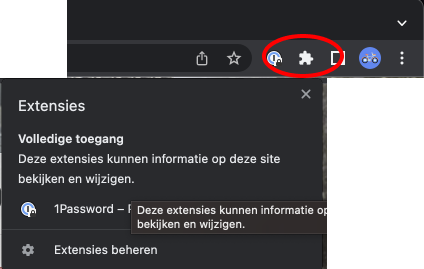 Extensies
Volledige toegang
Deze extensies kunnen informatie op deze site
bekijken en wijzigen.
1Password –
Deze extensies kunnen informatie op
bekijken en wijzigen.
Extensies beheren